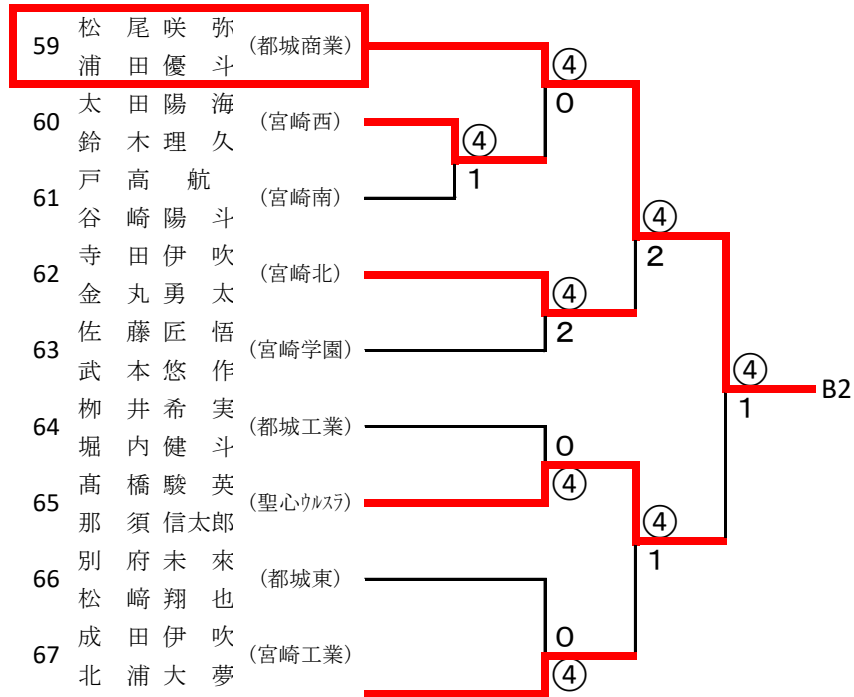 松尾咲弥
59 (都城商業)
浦田優斗
④
0
太田陽海
60 (宮崎西)
鈴木理久
④
1
戸高航
61 (宮崎南)
谷崎陽斗
④
2
寺田伊吹
62 (宮崎北)
金丸勇太
④
2
佐藤匠悟
63 (宮崎学園)
武本悠作
④
1
B2
栁井希実
64 (都城工業)
堀内健斗
0
④
髙橋駿英
65 (聖心ウルスラ)
那須信太郎
④
1
別府未來
66 (都城東)
松﨑翔也
0
④
成田伊吹
67 (宮崎工業)
北浦大夢